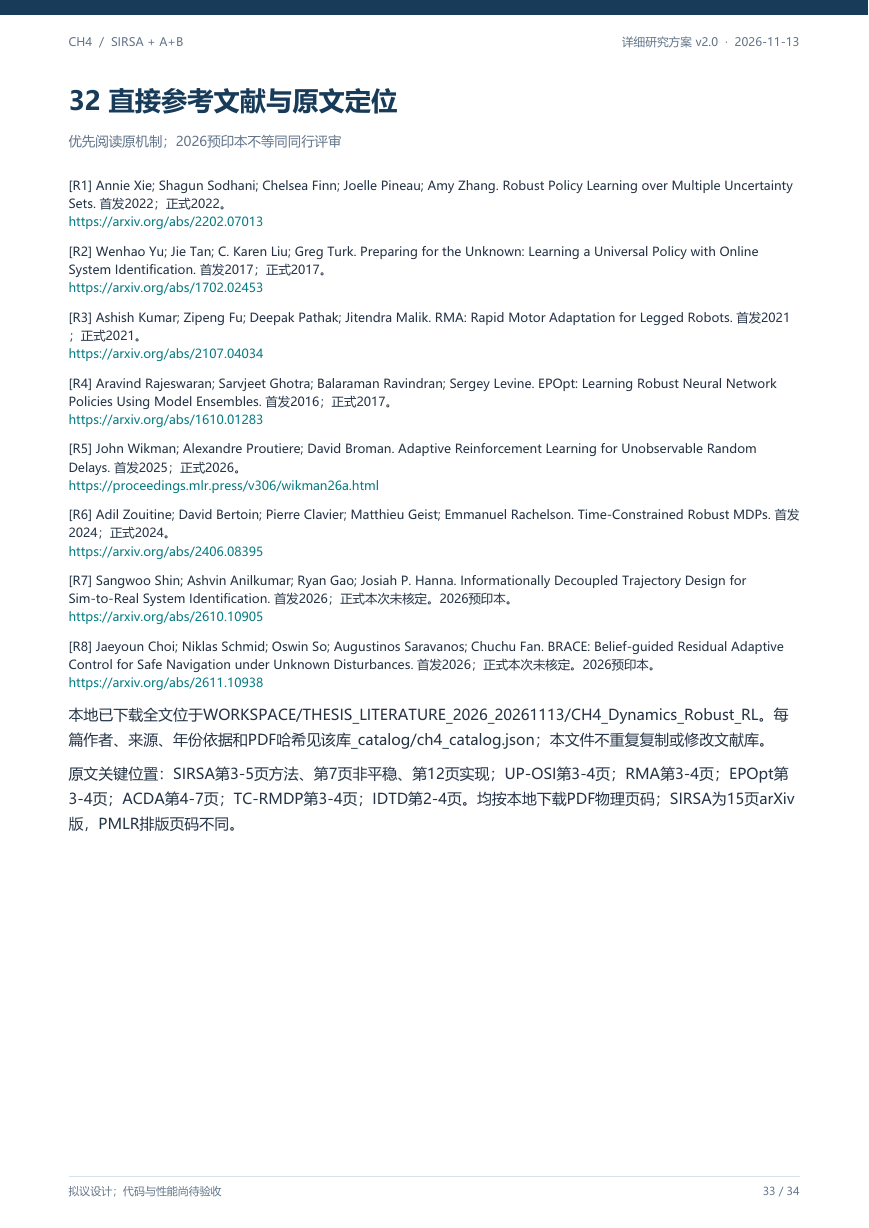 CH4 / SIRSA + A+B
详细研究方案 v2.0 · 2026-11-13
32 直接参考文献与原文定位
优先阅读原机制；2026预印本不等同同行评审
[R1] Annie Xie; Shagun Sodhani; Chelsea Finn; Joelle Pineau; Amy Zhang. Robust Policy Learning over Multiple Uncertainty
Sets. 首发2022；正式2022。
https://arxiv.org/abs/2202.07013
[R2] Wenhao Yu; Jie Tan; C. Karen Liu; Greg Turk. Preparing for the Unknown: Learning a Universal Policy with Online
System Identification. 首发2017；正式2017。
https://arxiv.org/abs/1702.02453
[R3] Ashish Kumar; Zipeng Fu; Deepak Pathak; Jitendra Malik. RMA: Rapid Motor Adaptation for Legged Robots. 首发2021
；正式2021。
https://arxiv.org/abs/2107.04034
[R4] Aravind Rajeswaran; Sarvjeet Ghotra; Balaraman Ravindran; Sergey Levine. EPOpt: Learning Robust Neural Network
Policies Using Model Ensembles. 首发2016；正式2017。
https://arxiv.org/abs/1610.01283
[R5] John Wikman; Alexandre Proutiere; David Broman. Adaptive Reinforcement Learning for Unobservable Random
Delays. 首发2025；正式2026。
https://proceedings.mlr.press/v306/wikman26a.html
[R6] Adil Zouitine; David Bertoin; Pierre Clavier; Matthieu Geist; Emmanuel Rachelson. Time-Constrained Robust MDPs. 首发
2024；正式2024。
https://arxiv.org/abs/2406.08395
[R7] Sangwoo Shin; Ashvin Anilkumar; Ryan Gao; Josiah P. Hanna. Informationally Decoupled Trajectory Design for
Sim-to-Real System Identification. 首发2026；正式本次未核定。2026预印本。
https://arxiv.org/abs/2610.10905
[R8] Jaeyoun Choi; Niklas Schmid; Oswin So; Augustinos Saravanos; Chuchu Fan. BRACE: Belief-guided Residual Adaptive
Control for Safe Navigation under Unknown Disturbances. 首发2026；正式本次未核定。2026预印本。
https://arxiv.org/abs/2611.10938
本地已下载全文位于WORKSPACE/THESIS_LITERATURE_2026_20261113/CH4_Dynamics_Robust_RL。每
篇作者、来源、年份依据和PDF哈希见该库_catalog/ch4_catalog.json；本文件不重复复制或修改文献库。
原文关键位置：SIRSA第3-5页方法、第7页非平稳、第12页实现；UP-OSI第3-4页；RMA第3-4页；EPOpt第
3-4页；ACDA第4-7页；TC-RMDP第3-4页；IDTD第2-4页。均按本地下载PDF物理页码；SIRSA为15页arXiv
版，PMLR排版页码不同。
拟议设计；代码与性能尚待验收
33 / 34